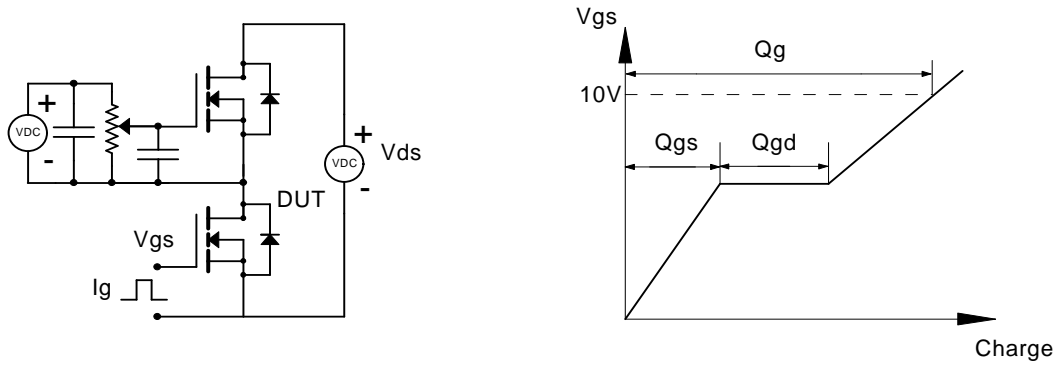 +
VDC
-
+
VDC
-
Vds
DUT
Vgs
Ig
Vgs
Qg
10V
Qgs
Qgd
Charge